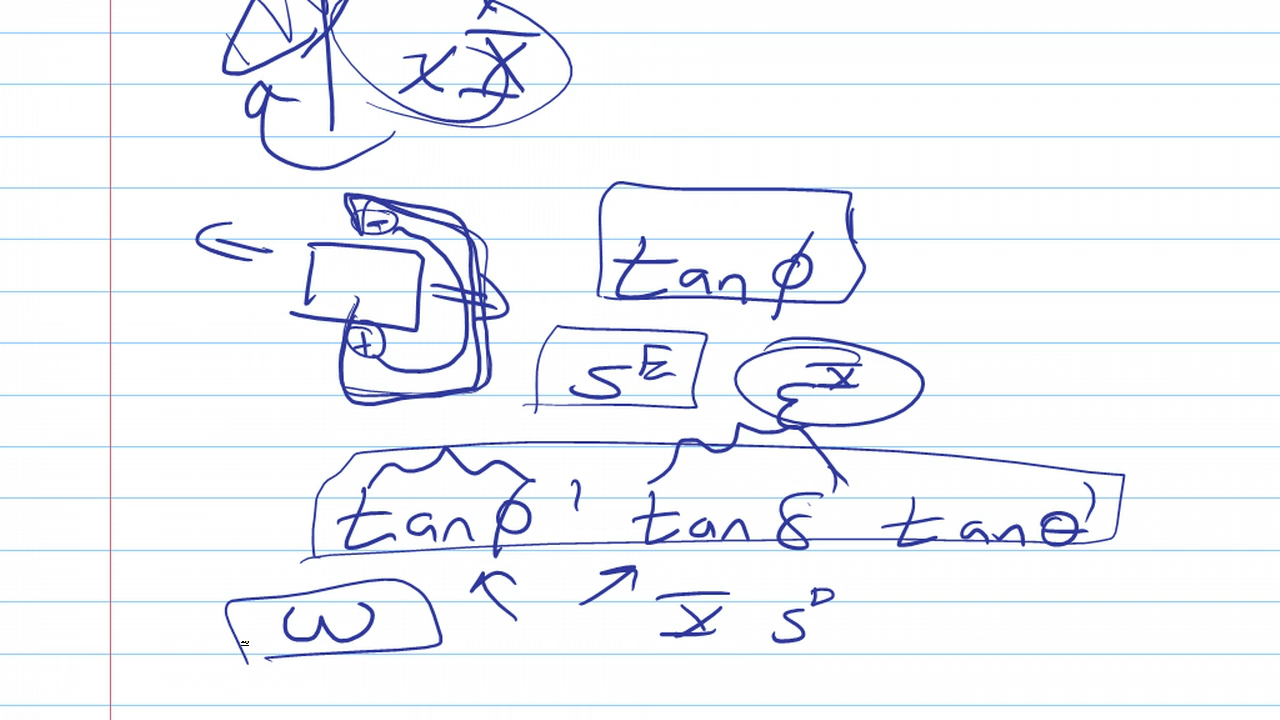 x X
a
-
tan ϕ
+
S^E X
tan ρ' tan δ tan θ'
ω X S^D